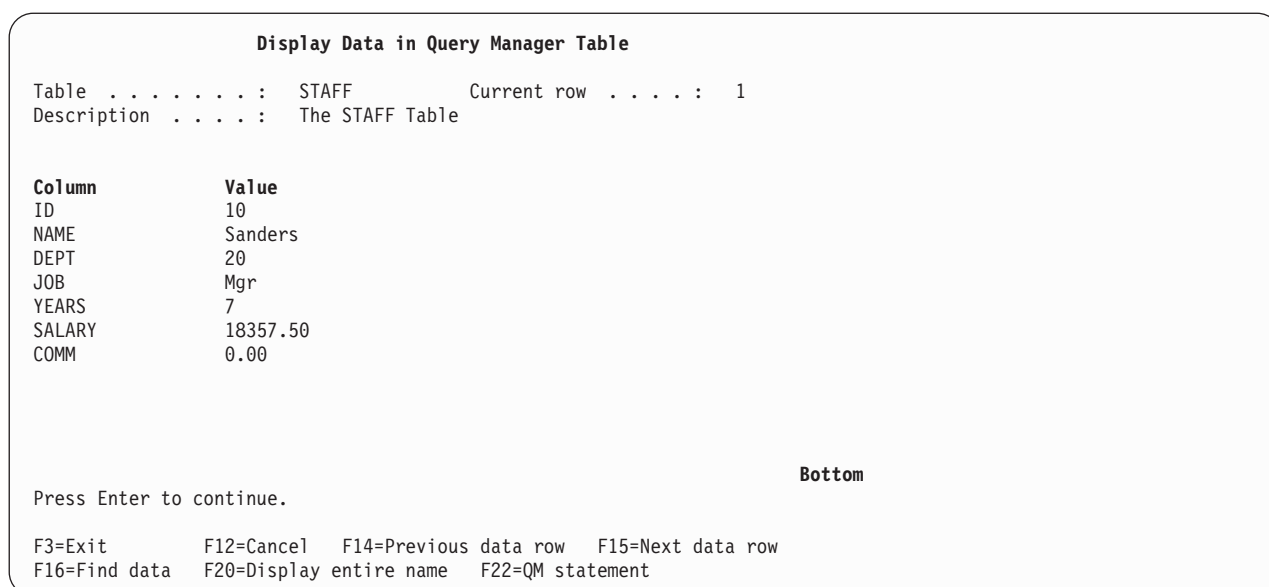 Display Data in Query Manager Table
Table . . . . . . . : STAFF Current row . . . . : 1
Description . . . . : The STAFF Table
Column Value
ID 10
NAME Sanders
DEPT 20
JOB Mgr
YEARS 7
SALARY 18357.50
COMM 0.00
Bottom
Press Enter to continue.
F3=Exit F12=Cancel F14=Previous data row F15=Next data row
F16=Find data F20=Display entire name F22=QM statement